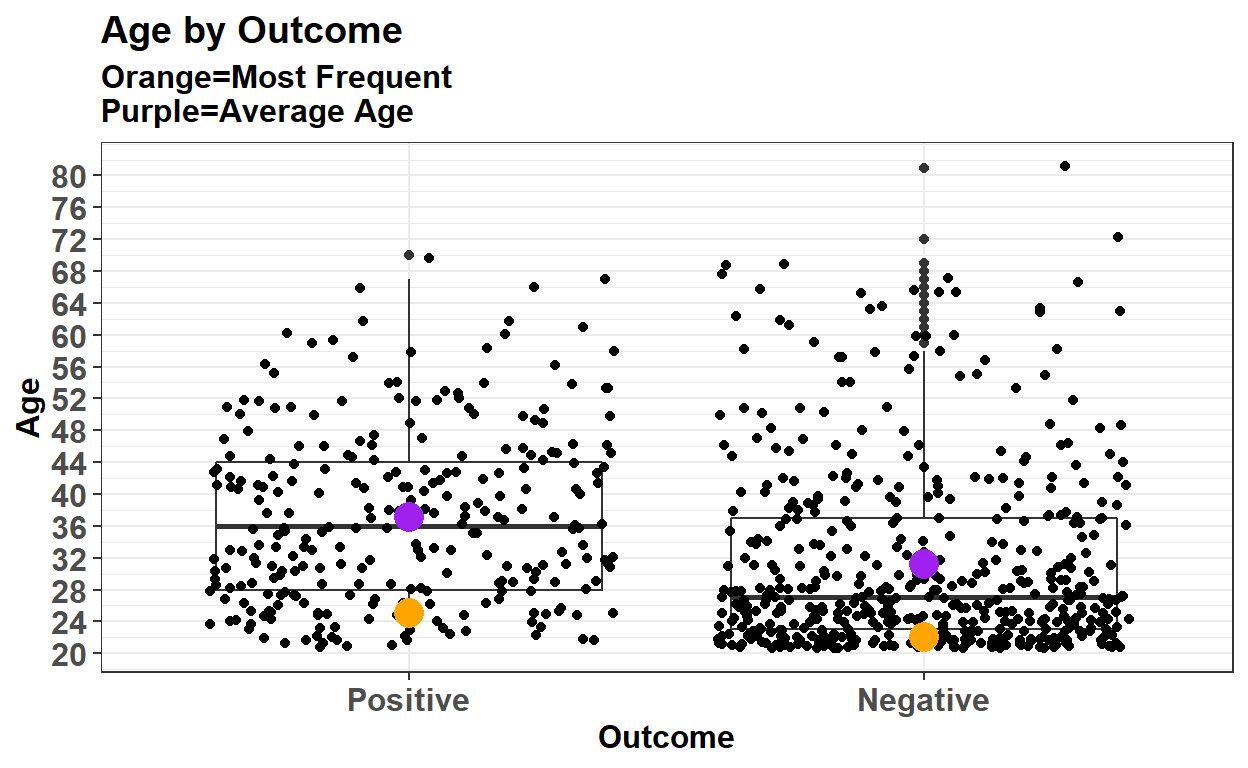 Age by Outcome
Orange=Most Frequent
Purple=Average Age
80
76
72
68
64
60
56
52
48
44
40
36
32
28
24
20
Age
Positive
Negative
Outcome